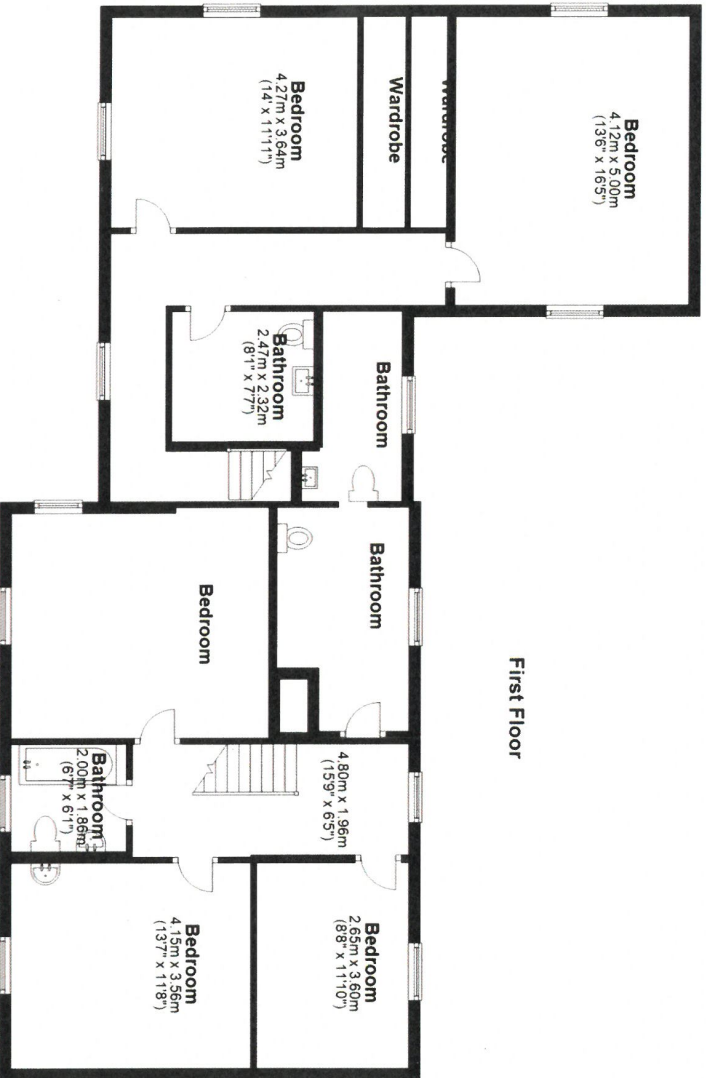 First Floor
Bedroom
4.12m x 5.00m
(13'6" x 16'5")
Wardrobe
Wardrobe
Bedroom
4.27m x 3.64m
(14' x 11'11")
Bathroom
Bathroom
2.47m x 2.32m
(8'1" x 7'7")
Bathroom
Bedroom
4.80m x 1.96m
(15'9" x 6'5")
Bathroom
2.00m x 1.86m
(6'7" x 6'1")
Bedroom
2.65m x 3.60m
(8'8" x 11'10")
Bedroom
4.15m x 3.56m
(13'7" x 11'8")